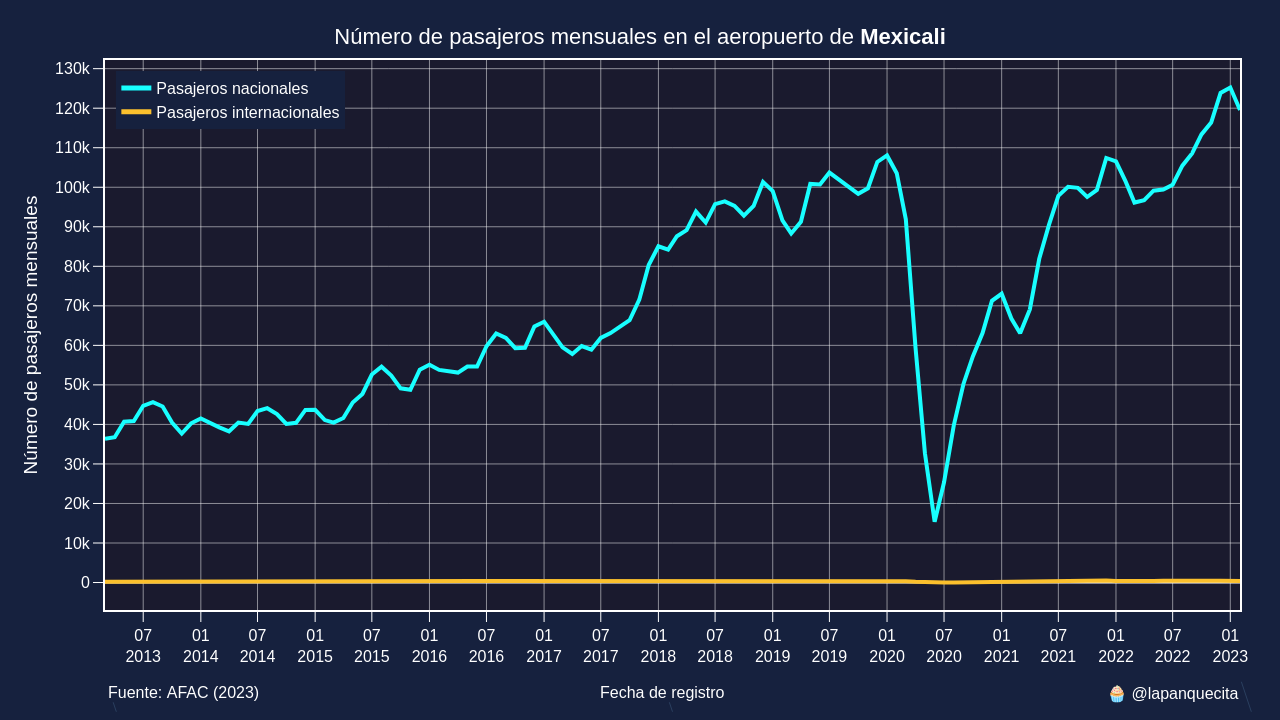 Número de pasajeros mensuales en el aeropuerto de Mexicali
Pasajeros nacionales
Pasajeros internacionales
Número de pasajeros mensuales
130k
120k
110k
100k
90k
80k
70k
60k
50k
40k
30k
20k
10k
0
07 01 07 01 07 01 07 01 07 01 07 01 07 01 07 01 07 01 07 01
2013 2014 2014 2015 2015 2016 2016 2017 2017 2018 2018 2019 2019 2020 2020 2021 2021 2022 2022 2023
Fuente: AFAC (2023) Fecha de registro 🧁 @lapanquecita